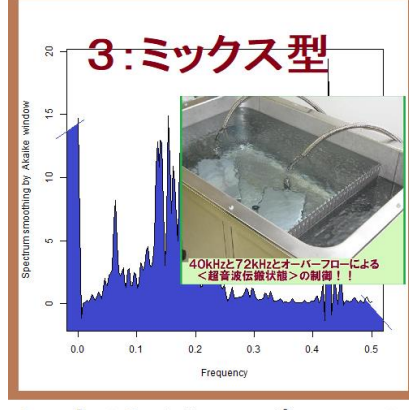 3:ミックス型
20
15
10
5
0
Spectrum smoothing by Akaike window
40kHzと72kHzとオーバーフローによる
＜超音波伝搬状態＞の制御！！
0.0 0.1 0.2 0.3 0.4 0.5
Frequency